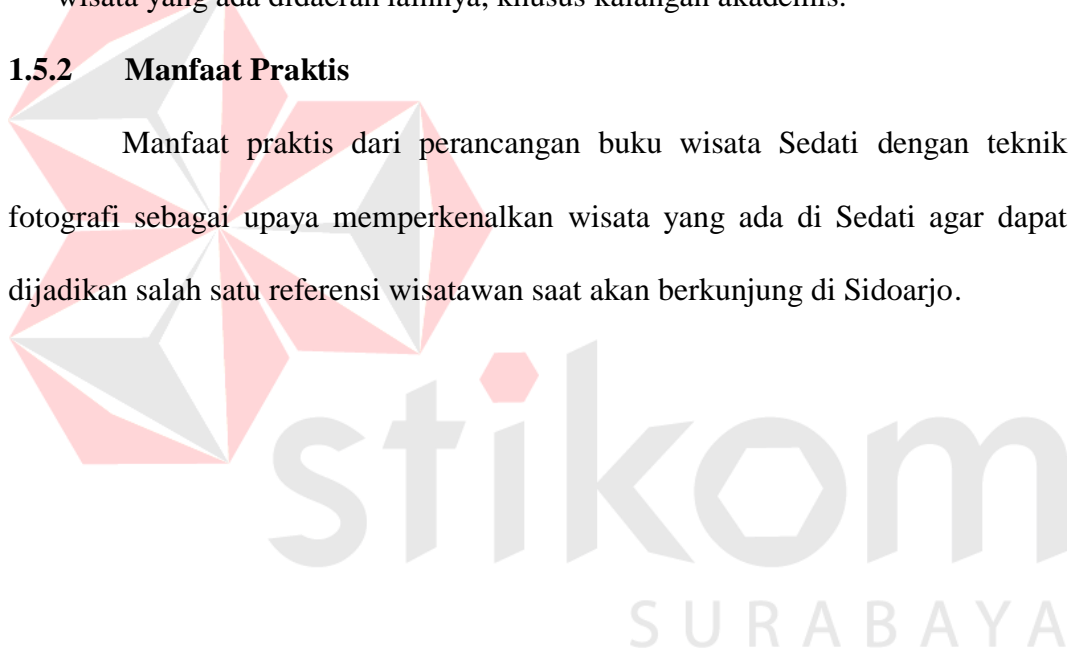 wisata yang ada didaerah lainnya, khusus kalangan akademis.
1.5.2 Manfaat Praktis
Manfaat praktis dari perancangan buku wisata Sedati dengan teknik
fotografi sebagai upaya memperkenalkan wisata yang ada di Sedati agar dapat
dijadikan salah satu referensi wisatawan saat akan berkunjung di Sidoarjo.
stikom
SURABAYA